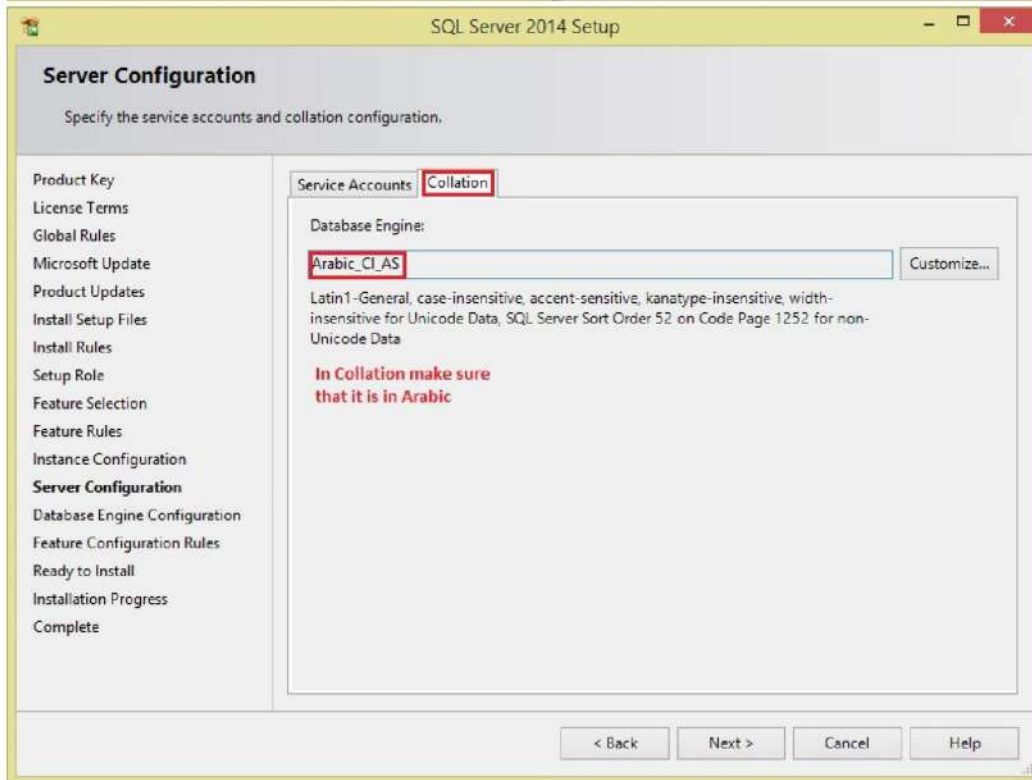 SQL Server 2014 Setup
Server Configuration
Specify the service accounts and collation configuration.
Product Key
License Terms
Global Rules
Microsoft Update
Product Updates
Install Setup Files
Install Rules
Setup Role
Feature Selection
Feature Rules
Instance Configuration
Server Configuration
Database Engine Configuration
Feature Configuration Rules
Ready to Install
Installation Progress
Complete
Service Accounts Collation
Database Engine:
Arabic_CI_AS Customize...
Latin1-General, case-insensitive, accent-sensitive, kanatype-insensitive, width-
insensitive for Unicode Data, SQL Server Sort Order 52 on Code Page 1252 for non-
Unicode Data
In Collation make sure
that it is in Arabic
< Back Next > Cancel Help